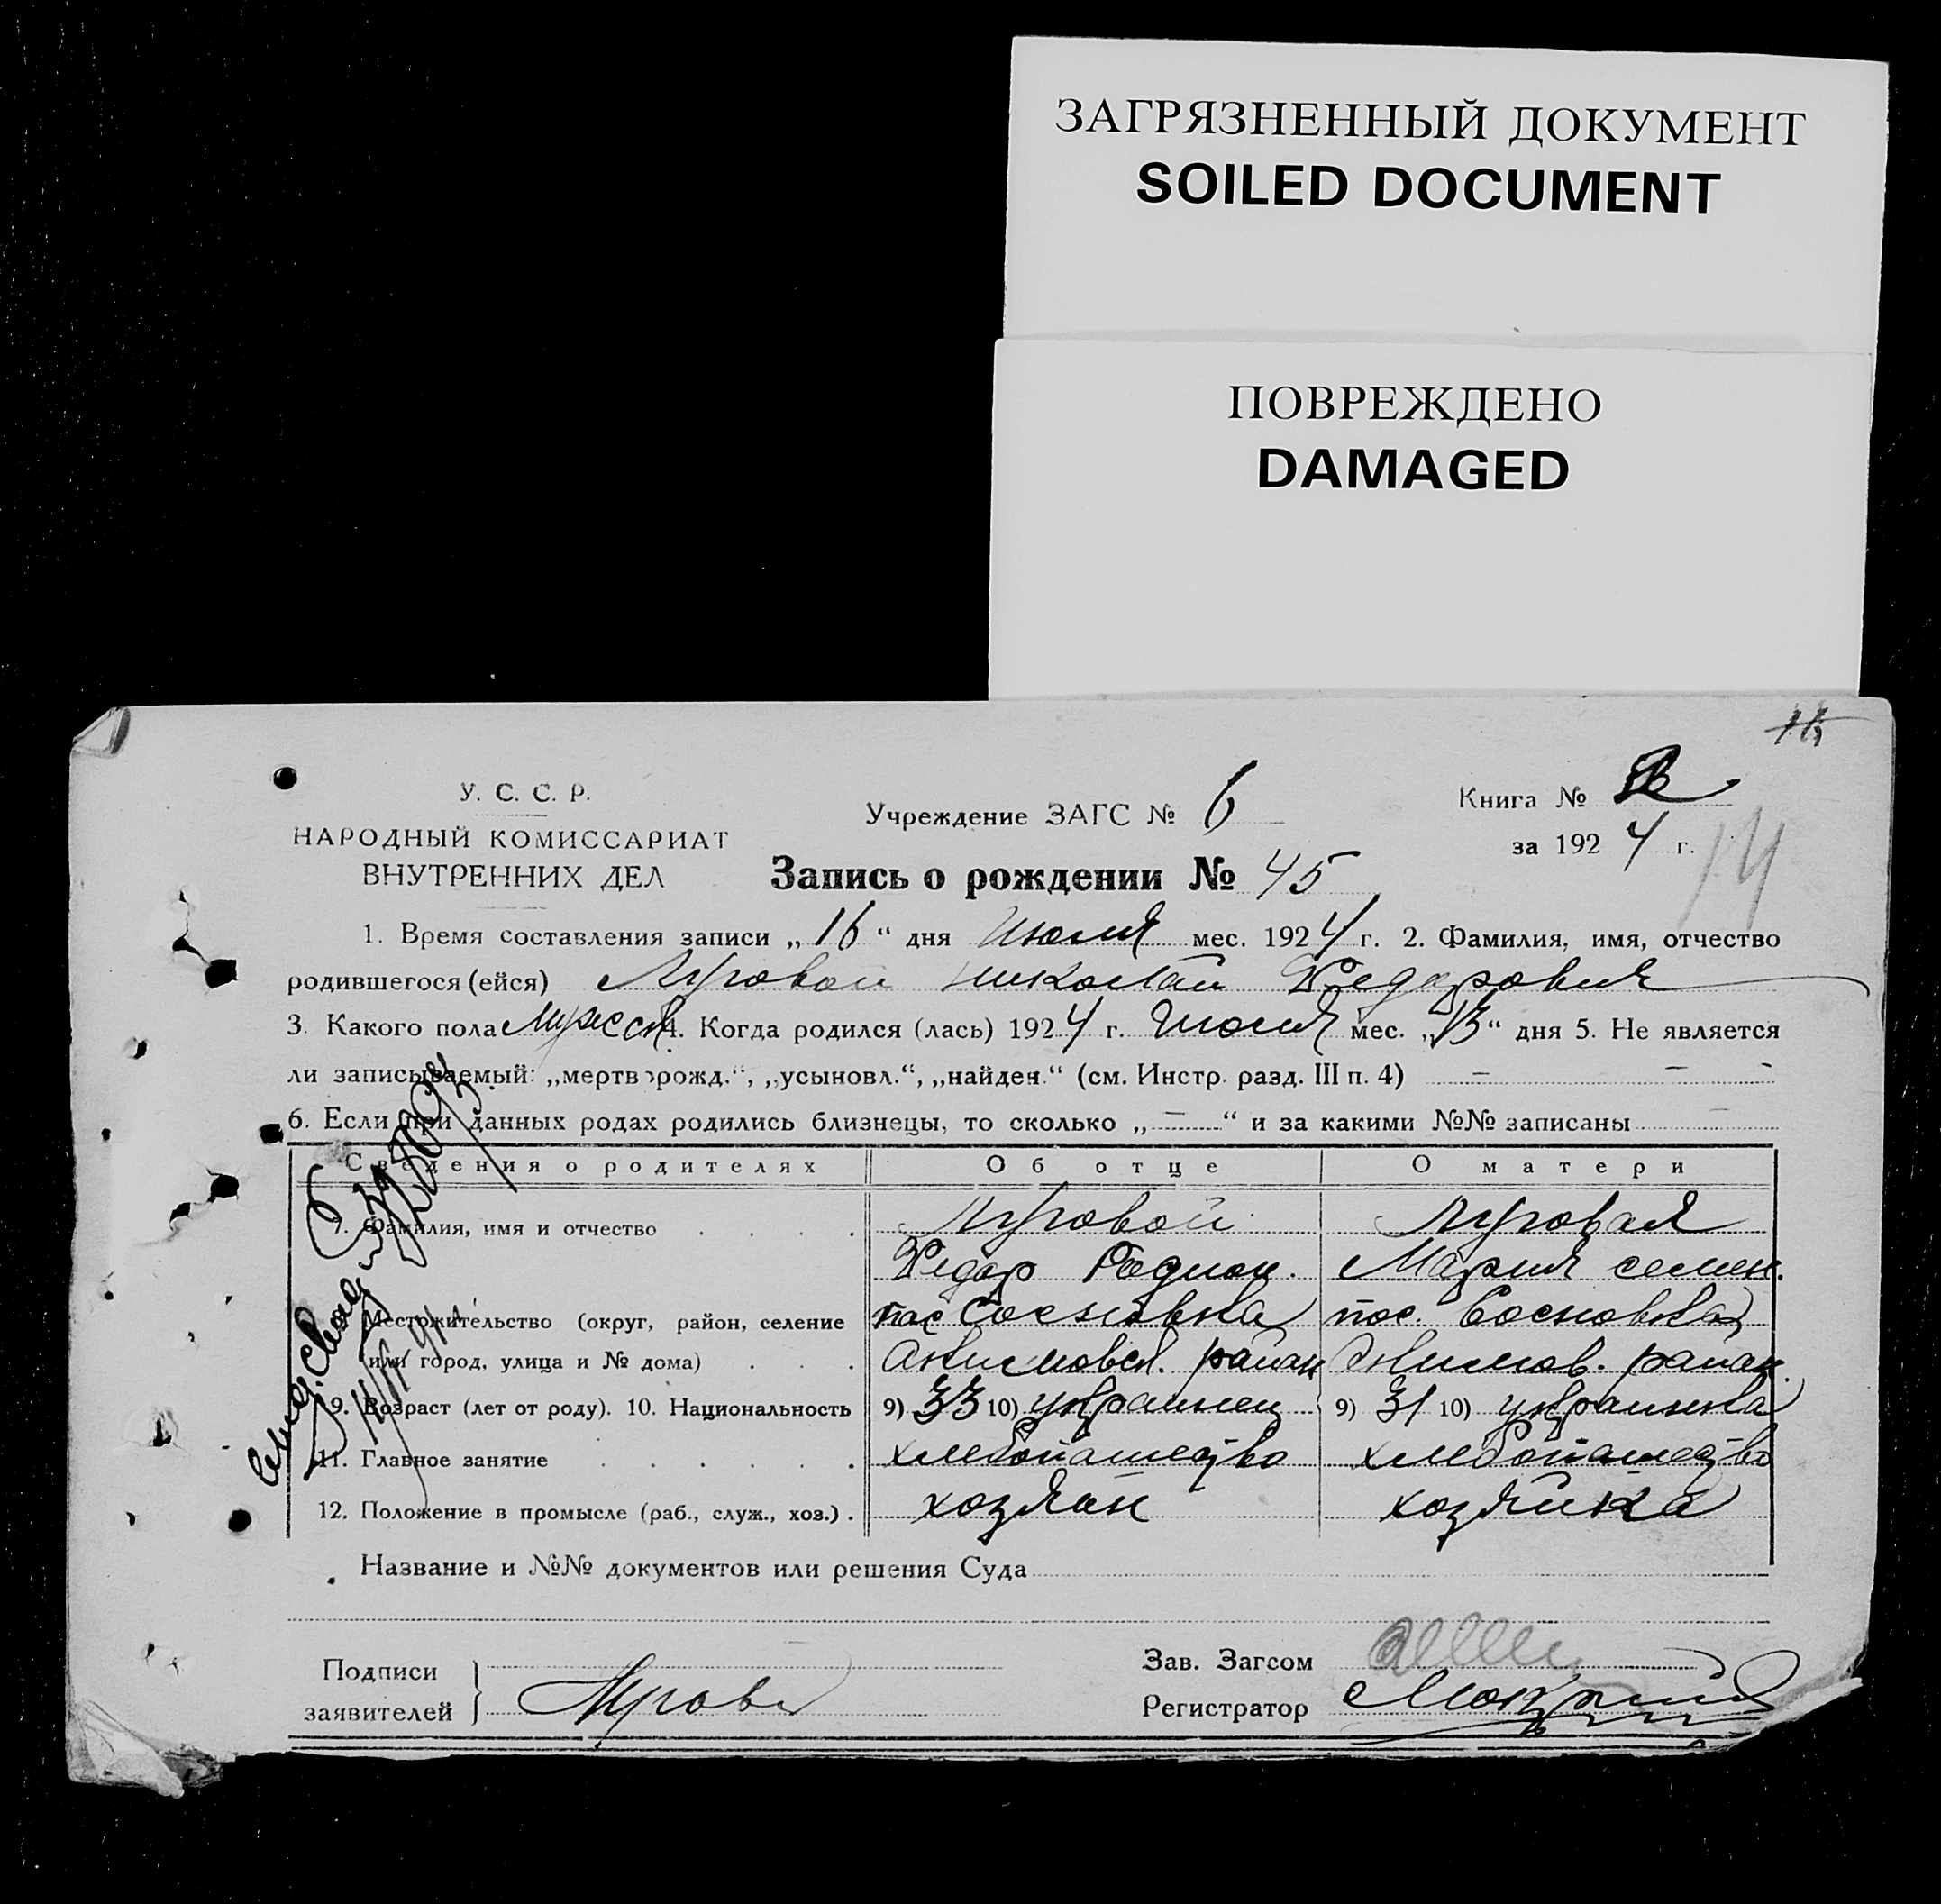 ЗАГРЯЗНЕННЫЙ ДОКУМЕНТ
SOILED DOCUMENT
ПОВРЕЖДЕНО
DAMAGED
У. С. С. Р.
НАРОДНЫЙ КОМИССАРИАТ
ВНУТРЕННИХ ДЕЛ
Учреждение ЗАГС № 6
Книга №
за 1924 г.
14
Запись о рождении № 45
1. Время составления записи „16“ дня Июля мес. 1924 г. 2. Фамилия, имя, отчество
родившегося (ейся) Луговой Николай Федорович
3. Какого пола мужск. 4. Когда родился (лась) 1924 г. Июля мес. „13“ дня 5. Не является
ли записываемый: „мертворожд.“, „усыновл.“, „найден.“ (см. Инстр. разд. III п. 4) – – –
6. Если при данных родах родились близнецы, то сколько „—“ и за какими №№ записаны –
Сведения о родителях Об отце О матери
7. Фамилия, имя и отчество . . . . Луговой Луговая
Федор Родион. Мария Семен.
Местожительство (округ, район, селение пос Сосновка пос. Сосновка
или город, улица и № дома) . . . район район.
9. Возраст (лет от роду). 10. Национальность 9) 33 10) украинец 9) 31 10) украинка
11. Главное занятие . . . . . . хлебопашество хлебопашество
12. Положение в промысле (раб., служ., хоз.) . хозяин хозяйка
Название и №№ документов или решения Суда
Подписи
заявителей
Зав. Загсом
Регистратор